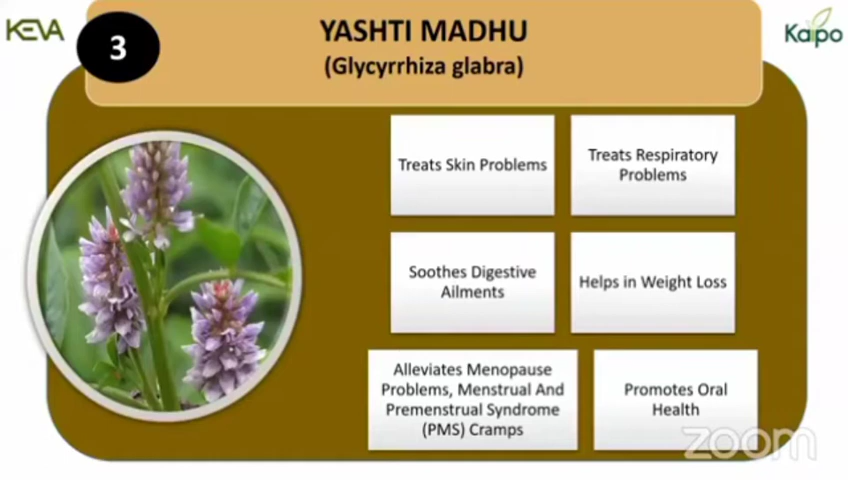 KEVA
3
YASHTI MADHU
(Glycyrrhiza glabra)
Kaipo
Treats Skin Problems
Treats Respiratory
Problems
Soothes Digestive
Ailments
Helps in Weight Loss
Alleviates Menopause
Problems, Menstrual And
Premenstrual Syndrome
(PMS) Cramps
Promotes Oral
Health
zoom